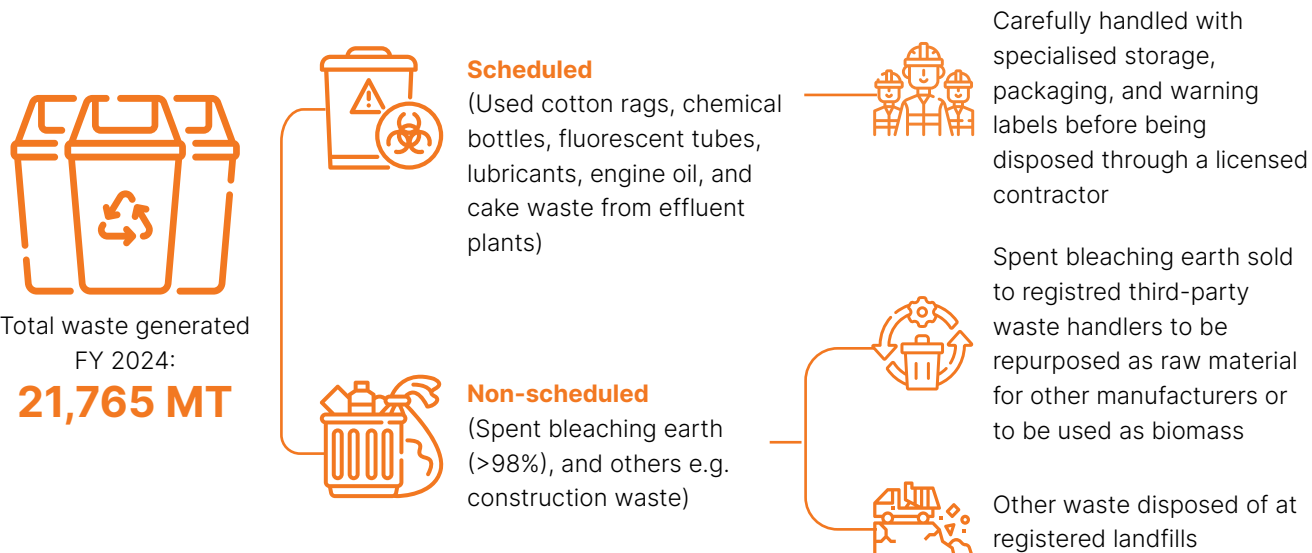 Total waste generated
FY 2024:
21,765 MT
Scheduled
(Used cotton rags, chemical
bottles, fluorescent tubes,
lubricants, engine oil, and
cake waste from effluent
plants)
Carefully handled with
specialised storage,
packaging, and warning
labels before being
disposed through a licensed
contractor
Non-scheduled
(Spent bleaching earth
(>98%), and others e.g.
construction waste)
Spent bleaching earth sold
to registred third-party
waste handlers to be
repurposed as raw material
for other manufacturers or
to be used as biomass
Other waste disposed of at
registered landfills